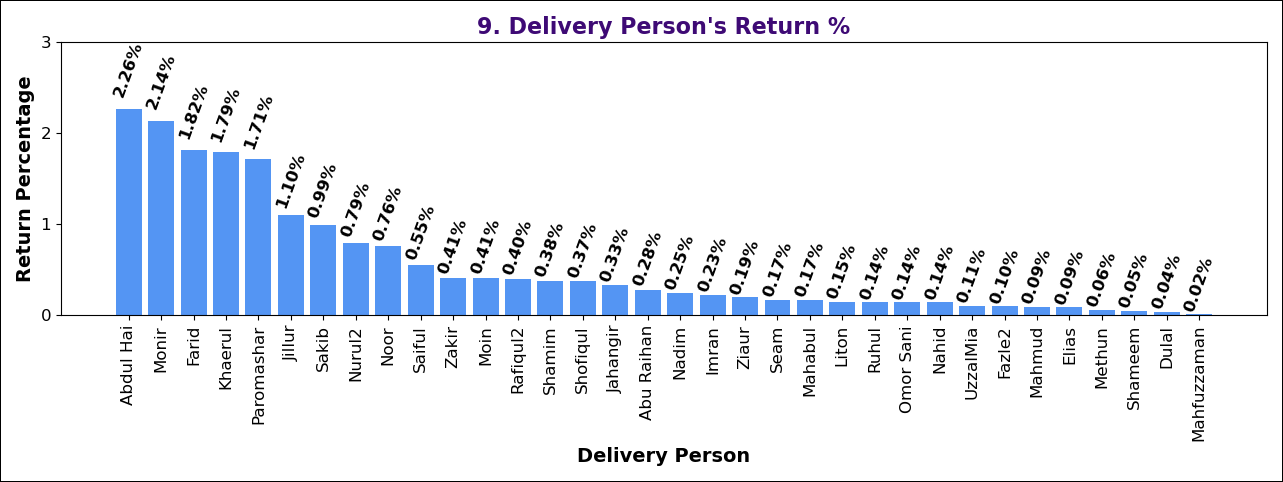 9. Delivery Person's Return %
Return Percentage
3
2
1
0
2.26%
2.14%
1.82%
1.79%
1.71%
1.10%
0.99%
0.79%
0.76%
0.55%
0.41%
0.41%
0.40%
0.38%
0.37%
0.33%
0.28%
0.25%
0.23%
0.19%
0.17%
0.17%
0.15%
0.14%
0.14%
0.14%
0.11%
0.10%
0.09%
0.09%
0.06%
0.05%
0.04%
0.02%
Abdul Hai
Monir
Farid
Khaerul
Paromashar
Jillur
Sakib
Nurul2
Noor
Saiful
Zakir
Moin
Rafiqul2
Shamim
Shofiqul
Jahangir
Abu Raihan
Nadim
Imran
Ziaur
Seam
Mahabul
Liton
Ruhul
Omor Sani
Nahid
UzzalMia
Fazle2
Mahmud
Elias
Methun
Shameem
Dulal
Mahfuzzaman
Delivery Person